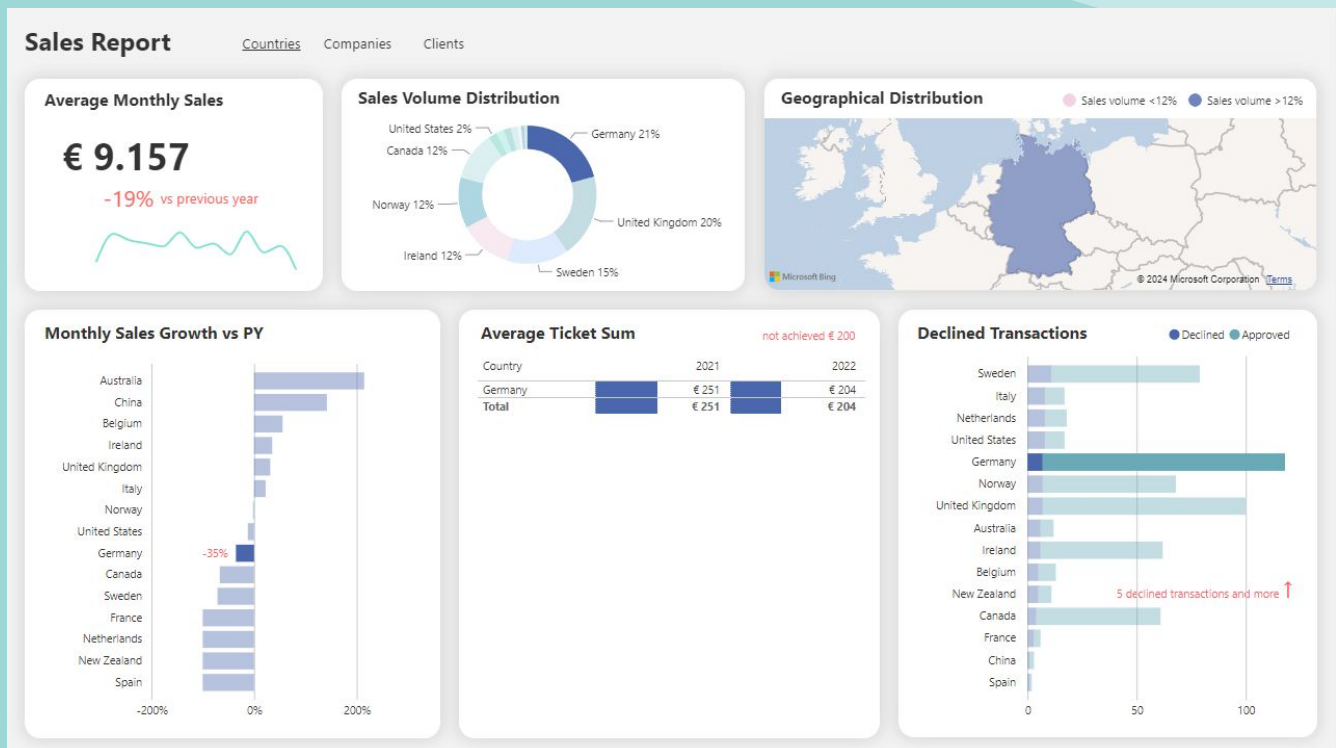 Sales Report
Countries Companies Clients
Average Monthly Sales
€ 9.157
-19% vs previous year
Sales Volume Distribution
United States 2%
Germany 21%
Canada 12%
Norway 12%
United Kingdom 20%
Ireland 12%
Sweden 15%
Geographical Distribution
Sales volume <12% Sales volume >12%
Microsoft Bing
© 2024 Microsoft Corporation Terms
Monthly Sales Growth vs PY
Australia
China
Belgium
Ireland
United Kingdom
Italy
Norway
United States
Germany -35%
Canada
Sweden
France
Netherlands
New Zealand
Spain
-200% 0% 200%
Average Ticket Sum
not achieved € 200
Country 2021 2022
Germany € 251 € 204
Total € 251 € 204
Declined Transactions
Declined Approved
Sweden
Italy
Netherlands
United States
Germany
Norway
United Kingdom
Australia
Ireland
Belgium
New Zealand 5 declined transactions and more ↑
Canada
France
China
Spain
0 50 100